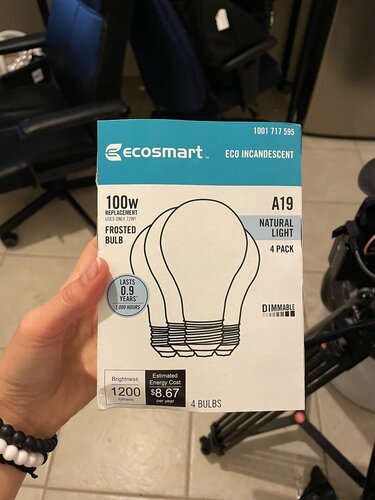 1001 717 595
ecosmart™
ECO INCANDESCENT
100W
REPLACEMENT
USES ONLY 72W†
FROSTED
BULB
A19
NATURAL
LIGHT
4 PACK
LASTS
0.9
YEARS*
1,000 HOURS
DIMMABLE
Brightness
1200
lumens
Estimated
Energy Cost
$8.67
per year
4 BULBS